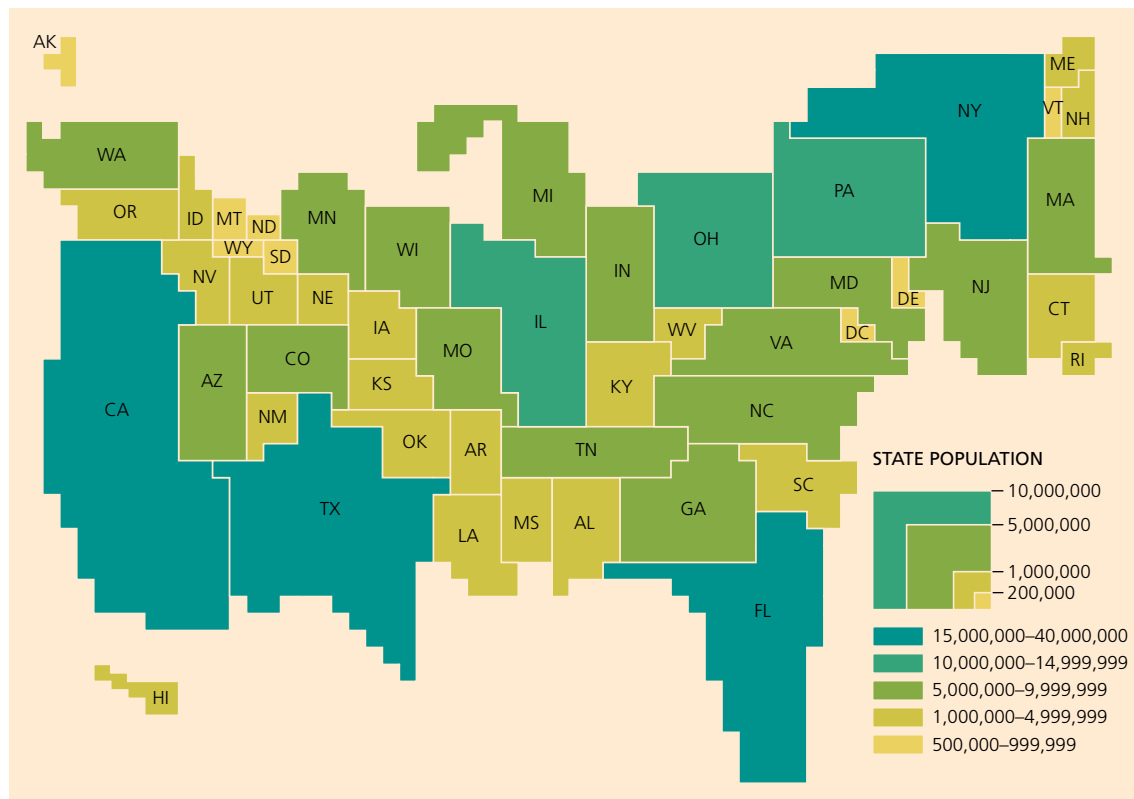 AK
ME
NY
VT
NH
WA
MI
PA
MA
OR
ID
MT
ND
MN
WI
OH
WY
SD
IN
NV
MD
NJ
UT
NE
DE
CT
IA
IL
WV
DC
VA
CO
MO
RI
AZ
KS
KY
CA
NM
NC
OK
AR
TN
STATE POPULATION
TX
SC
10,000,000
GA
LA
MS
AL
5,000,000
1,000,000
200,000
FL
15,000,000–40,000,000
10,000,000–14,999,999
HI
5,000,000–9,999,999
1,000,000–4,999,999
500,000–999,999